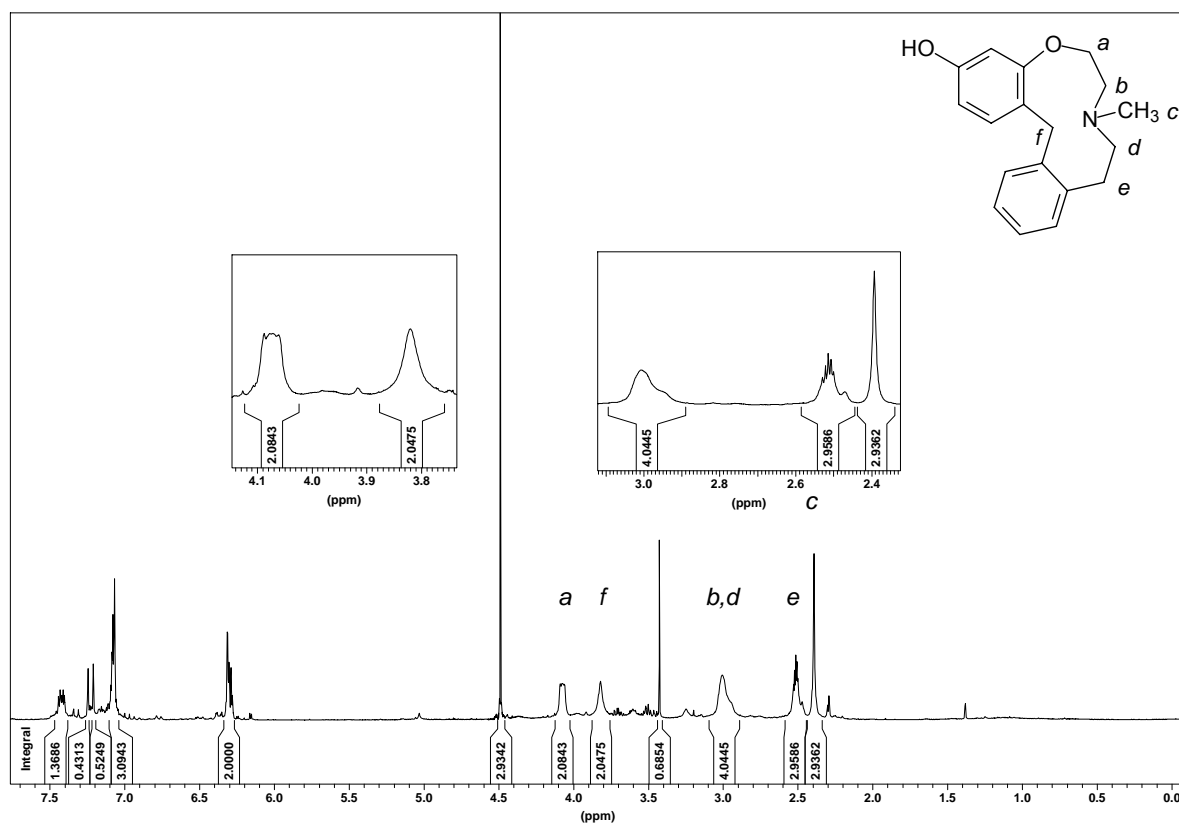 HO
O
a
b
N
CH3 c
f
d
e
2.0843
2.0475
4.1 4.0 3.9 3.8
(ppm)
4.0445
2.9586
2.9362
3.0 2.8 2.6 2.4
(ppm)
c
a
f
b,d
e
Integral
1.3686
0.4313
0.5249
3.0943
2.0000
2.9342
2.0843
2.0475
0.6854
4.0445
2.9586
2.9362
7.5 7.0 6.5 6.0 5.5 5.0 4.5 4.0 3.5 3.0 2.5 2.0 1.5 1.0 0.5 0.0
(ppm)